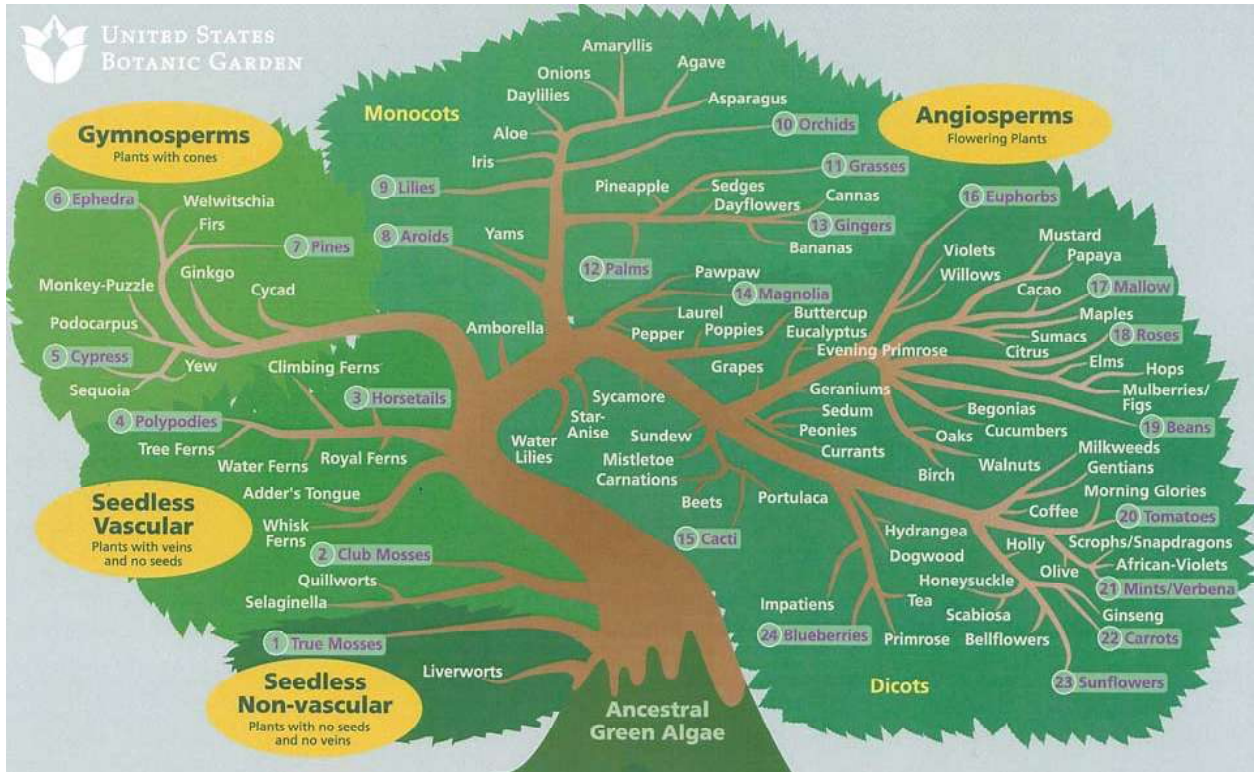 UNITED STATES
BOTANIC GARDEN
Gymnosperms
Plants with cones
6 Ephedra
Welwitschia
Firs
7 Pines
Monkey-Puzzle
Ginkgo
Cycad
Podocarpus
5 Cypress
Yew
Sequoia
Climbing Ferns
3 Horsetails
4 Polypodies
Tree Ferns
Water Ferns
Royal Ferns
Adder's Tongue
Whisk
Ferns
Seedless
Vascular
Plants with veins
and no seeds
2 Club Mosses
Quillworts
Selaginella
1 True Mosses
Liverworts
Seedless
Non-vascular
Plants with no seeds
and no veins
Ancestral
Green Algae
Monocots
Amaryllis
Onions
Agave
Daylilies
Asparagus
Aloe
10 Orchids
Iris
9 Lilies
Pineapple
11 Grasses
Sedges
Dayflowers
Cannas
13 Gingers
Bananas
8 Aroids
Yams
12 Palms
Angiosperms
Flowering Plants
Amborella
Pawpaw
14 Magnolia
Laurel
Pepper
Poppies
Buttercup
Eucalyptus
Evening Primrose
Grapes
Geraniums
16 Euphorbs
Violets
Willows
Mustard
Papaya
Cacao
17 Mallow
Maples
Sumacs
Citrus
18 Roses
Elms
Hops
Mulberries/
Figs
19 Beans
Begonias
Cucumbers
Oaks
Walnuts
Birch
Water
Lilies
Star-
Anise
Sycamore
Sundew
Mistletoe
Carnations
Beets
Portulaca
15 Cacti
Sedum
Peonies
Currants
Milkweeds
Gentians
Morning Glories
Coffee
20 Tomatoes
Scrophs/Snapdragons
African-Violets
Olive
21 Mints/Verbena
Holly
Ginseng
22 Carrots
Hydrangea
Dogwood
Honeysuckle
Tea
Scabiosa
Bellflowers
Primrose
Impatiens
24 Blueberries
23 Sunflowers
Dicots